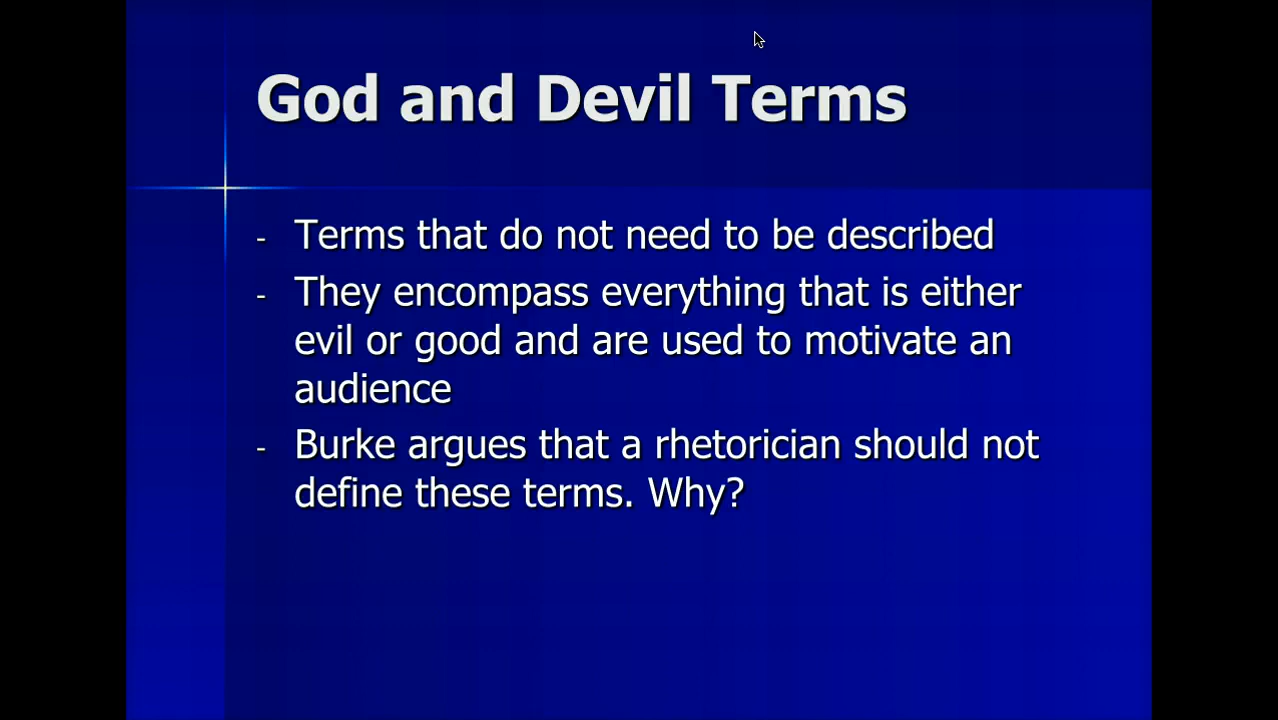 God and Devil Terms
- Terms that do not need to be described
- They encompass everything that is either
evil or good and are used to motivate an
audience
- Burke argues that a rhetorician should not
define these terms. Why?